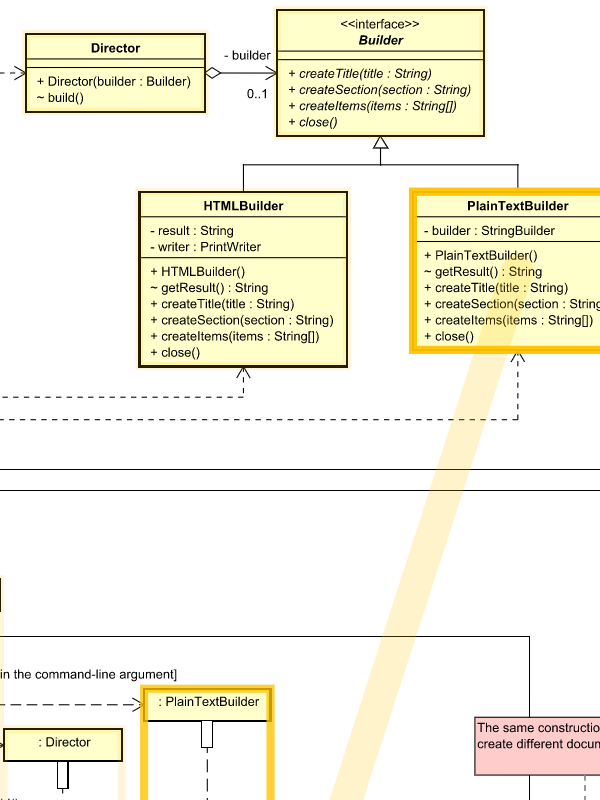 Director
+ Director(builder : Builder)
~ build()
- builder
0..1
<<interface>>
Builder
+ createTitle(title : String)
+ createSection(section : String)
+ createItems(items : String[])
+ close()
HTMLBuilder
- result : String
- writer : PrintWriter
+ HTMLBuilder()
~ getResult() : String
+ createTitle(title : String)
+ createSection(section : String)
+ createItems(items : String[])
+ close()
PlainTextBuilder
- builder : StringBuilder
+ PlainTextBuilder()
~ getResult() : String
+ createTitle(title : String)
+ createSection(section : String
+ createItems(items : String[])
+ close()
in the command-line argument]
: PlainTextBuilder
: Director
The same constructio
create different docum